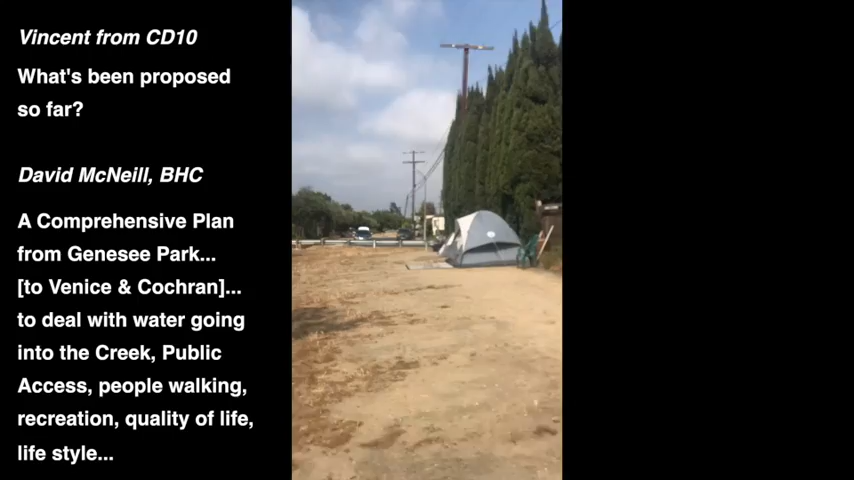 Vincent from CD10
What's been proposed
so far?
David McNeill, BHC
A Comprehensive Plan
from Genesee Park...
[to Venice & Cochran]...
to deal with water going
into the Creek, Public
Access, people walking,
recreation, quality of life,
life style...